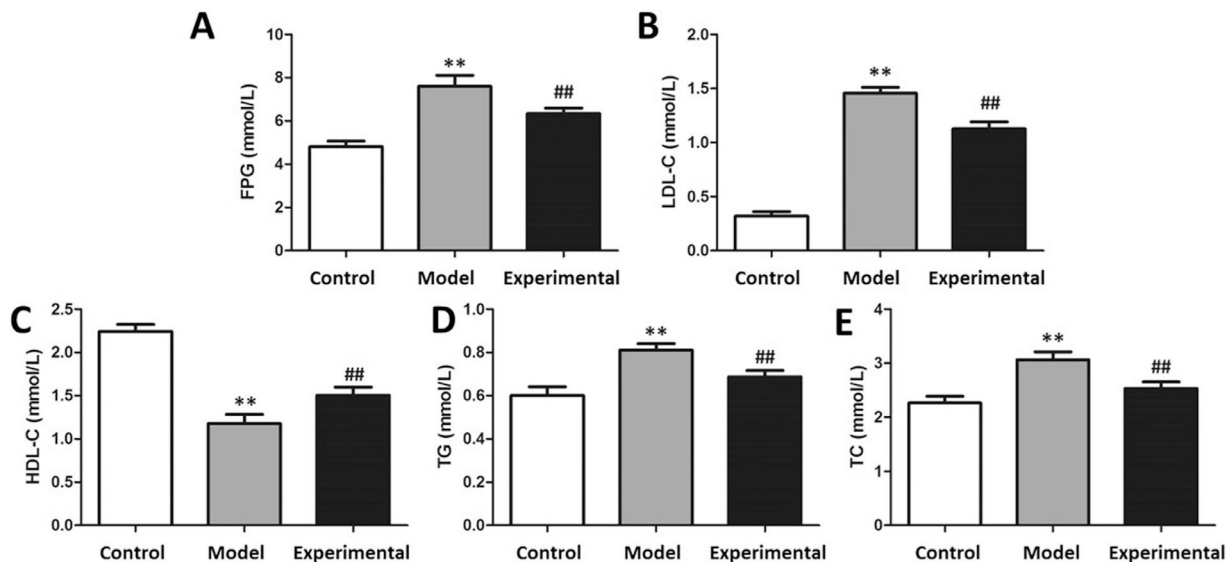 A
FPG (mmol/L)
10
8
6
4
2
0
**
##
Control Model Experimental
B
LDL-C (mmol/L)
2.0
1.5
1.0
0.5
0.0
**
##
Control Model Experimental
C
HDL-C (mmol/L)
2.5
2.0
1.5
1.0
0.5
0.0
**
##
Control Model Experimental
D
TG (mmol/L)
1.0
0.8
0.6
0.4
0.2
0.0
**
##
Control Model Experimental
E
TC (mmol/L)
4
3
2
1
0
**
##
Control Model Experimental